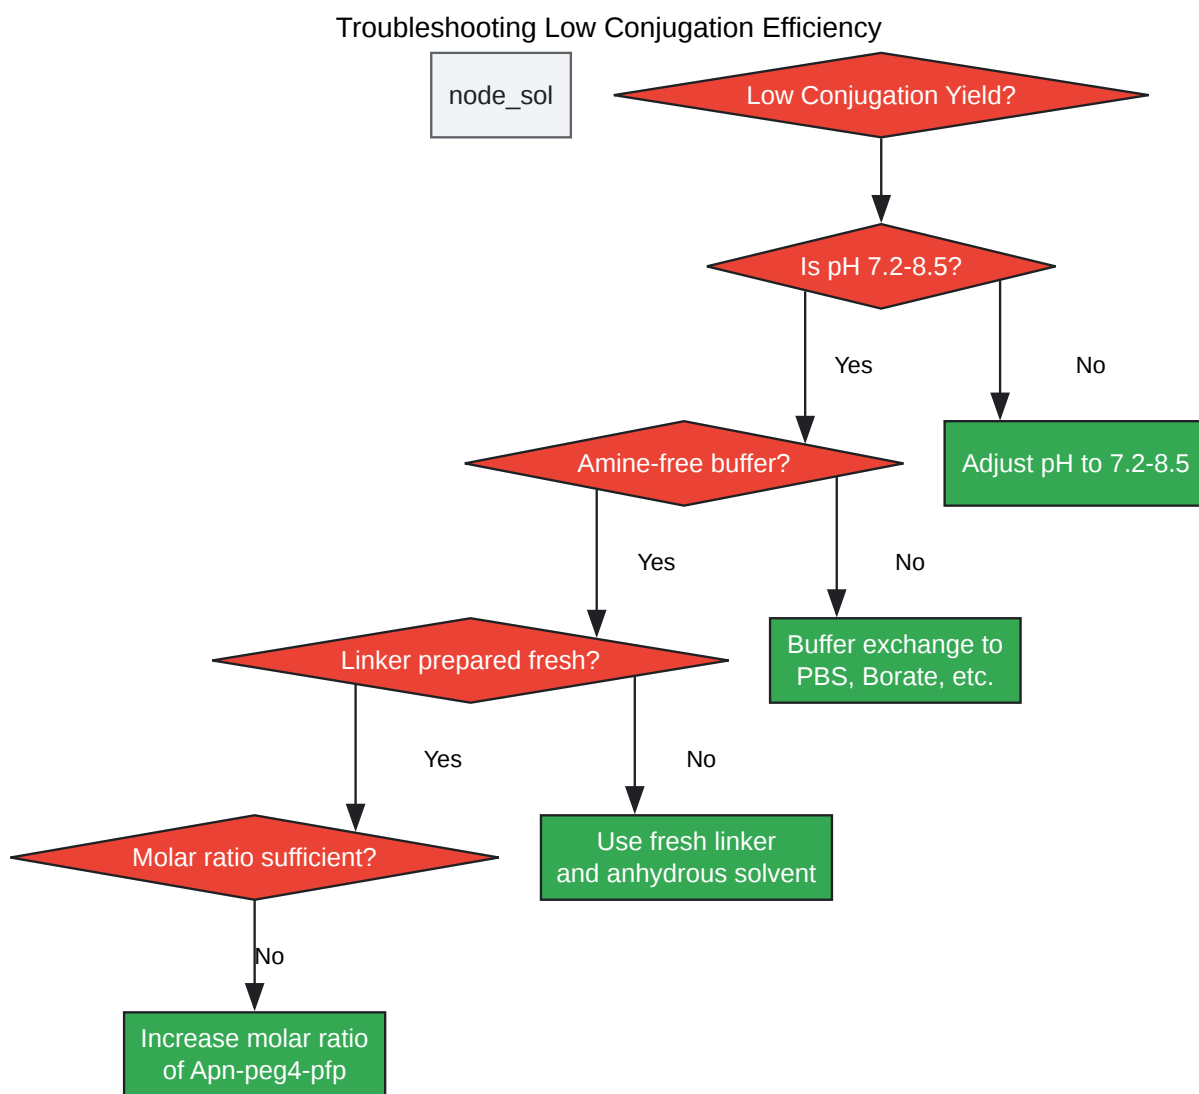 Troubleshooting Low Conjugation Efficiency
node_sol
Low Conjugation Yield?
Is pH 7.2-8.5?
Yes
No
Amine-free buffer?
Adjust pH to 7.2-8.5
Yes
No
Linker prepared fresh?
Buffer exchange to
PBS, Borate, etc.
Yes
No
Molar ratio sufficient?
Use fresh linker
and anhydrous solvent
No
Increase molar ratio
of Apn-peg4-pfp